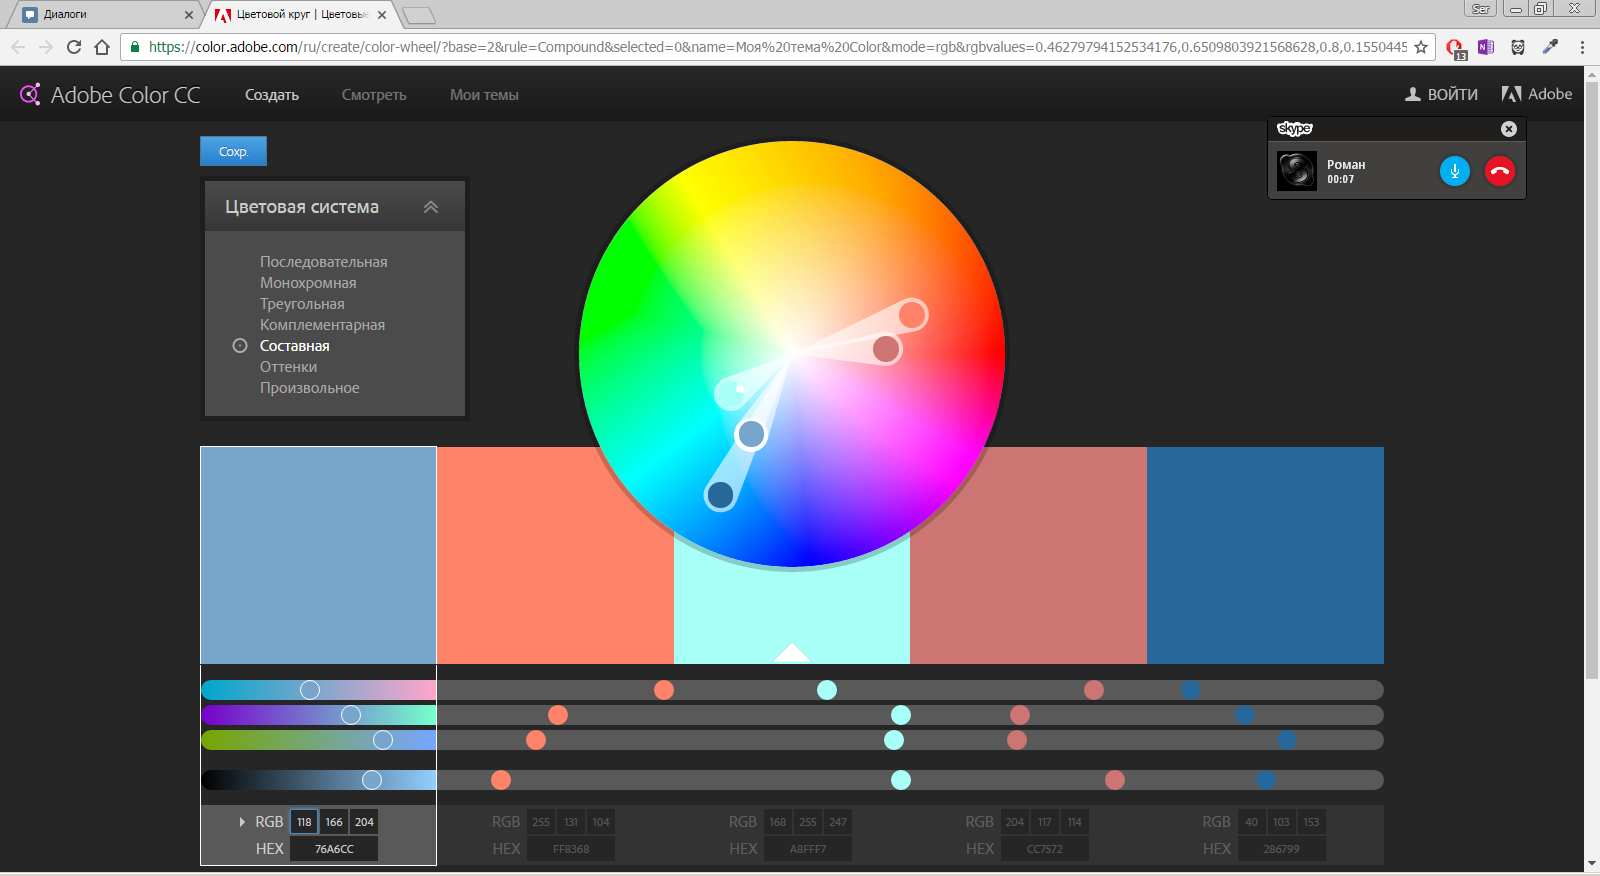 Диалоги
Цветовой круг | Цветовые
Ser
https://color.adobe.com/ru/create/color-wheel/?base=2&rule=Compound&selected=0&name=Моя%20тема%20Color&mode=rgb&rgbvalues=0.46279794152534176,0.6509803921568628,0.8,0.1550445
13
Adobe Color CC
Создать
Смотреть
Мои темы
ВОЙТИ
Adobe
skype
Роман
00:07
Сохр.
Цветовая система
Последовательная
Монохромная
Треугольная
Комплементарная
Составная
Оттенки
Произвольное
RGB 118 166 204
HEX 76A6CC
RGB 255 131 104
HEX FF8368
RGB 168 255 247
HEX A8FFF7
RGB 204 117 114
HEX CC7572
RGB 40 103 153
HEX 286799